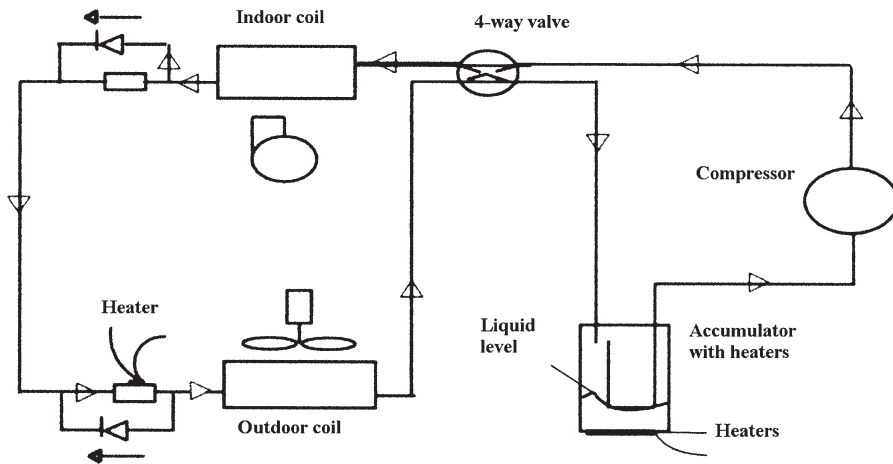 Indoor coil
4-way valve
Compressor
Heater
Liquid
level
Accumulator
with heaters
Outdoor coil
Heaters